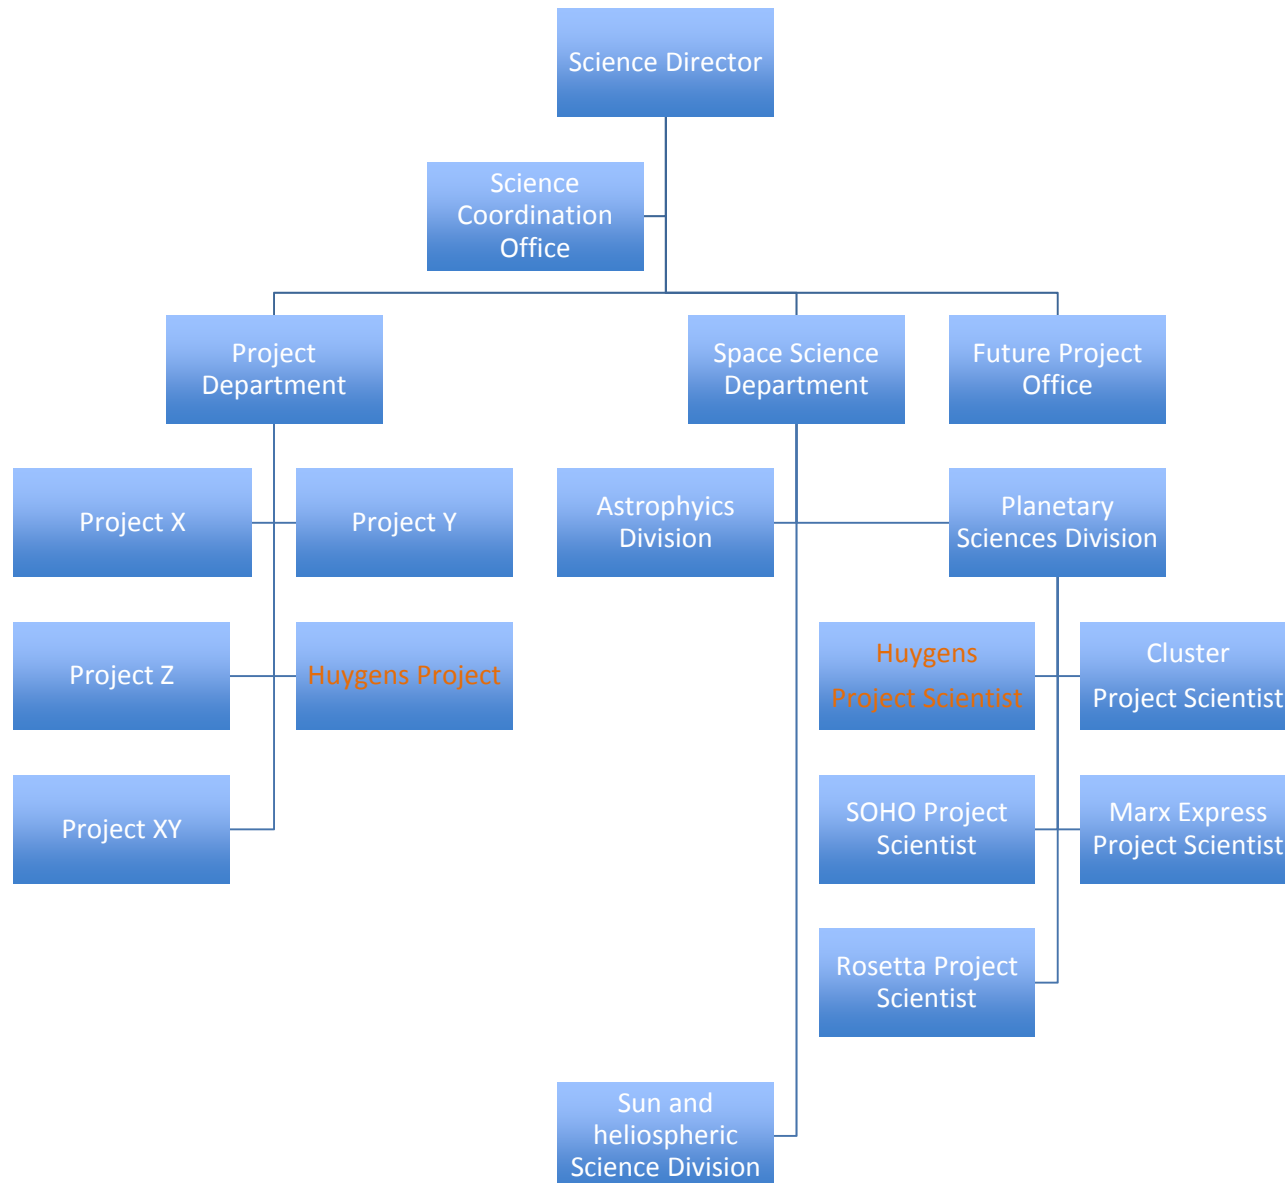 Science Director
Science
Coordination
Office
Project
Department
Space Science
Department
Future Project
Office
Project X
Project Y
Astrophyics
Division
Planetary
Sciences Division
Project Z
Huygens Project
Huygens
Project Scientist
Cluster
Project Scientist
Project XY
SOHO Project
Scientist
Marx Express
Project Scientist
Rosetta Project
Scientist
Sun and
heliospheric
Science Division